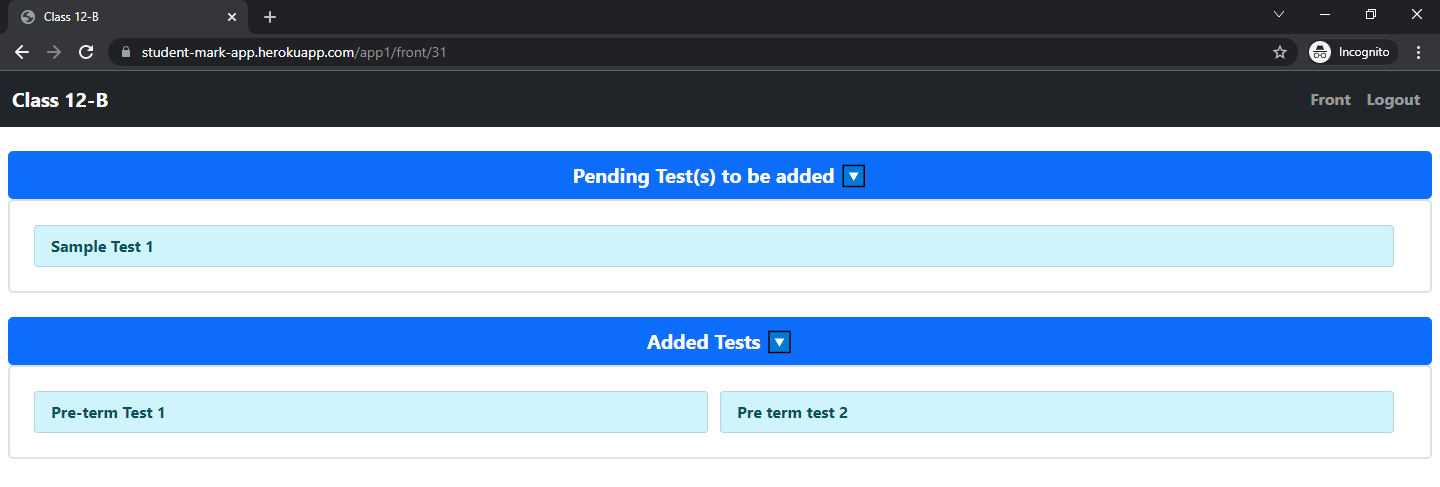 Class 12-B
student-mark-app.herokuapp.com/app1/front/31
Incognito
Class 12-B
Front Logout
Pending Test(s) to be added
Sample Test 1
Added Tests
Pre-term Test 1
Pre term test 2